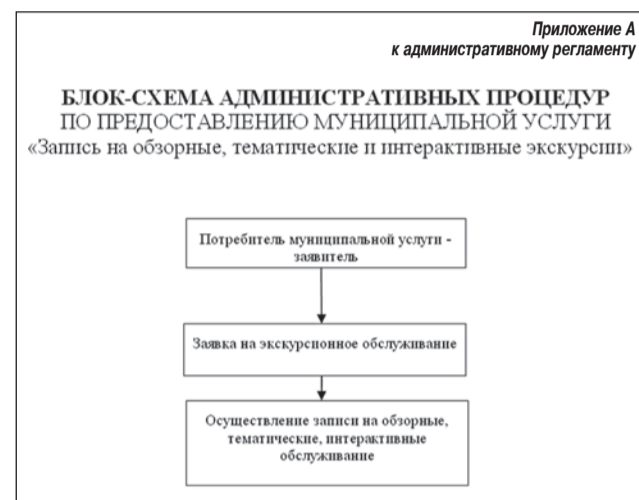 Приложение А
к административному регламенту
БЛОК-СХЕМА АДМИНИСТРАТИВНЫХ ПРОЦЕДУР
ПО ПРЕДОСТАВЛЕНИЮ МУНИЦИПАЛЬНОЙ УСЛУГИ
«Запись на обзорные, тематические и интерактивные экскурсии»
Потребитель муниципальной услуги -
заявитель
Заявка на экскурсионное обслуживание
Осуществление записи на обзорные,
тематические, интерактивные
обслуживание